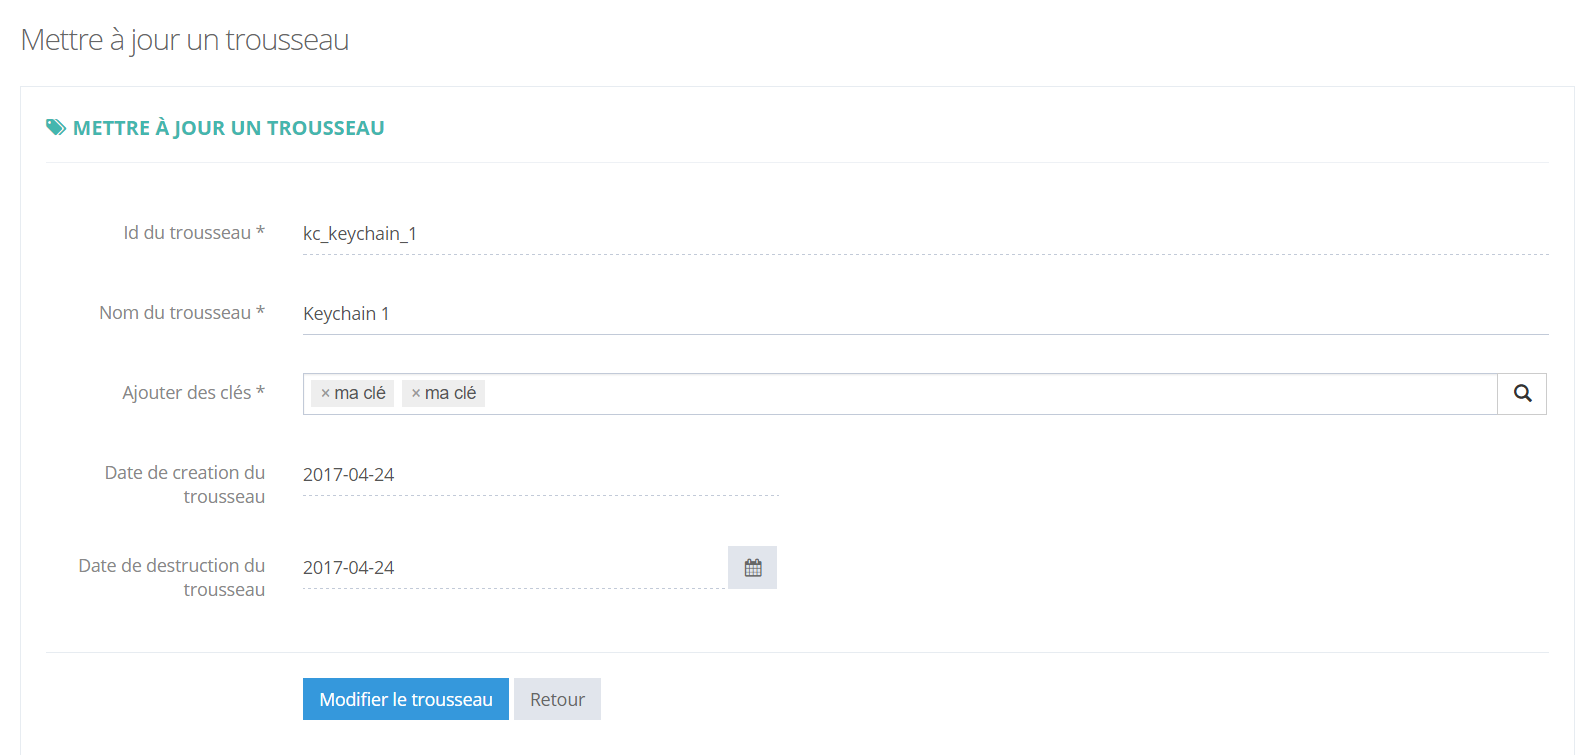 Mettre à jour un trousseau
METTRE À JOUR UN TROUSSEAU
Id du trousseau * kc_keychain_1
Nom du trousseau * Keychain 1
Ajouter des clés * × ma clé × ma clé
Date de creation du
trousseau
2017-04-24
Date de destruction du
trousseau
2017-04-24
Modifier le trousseau Retour